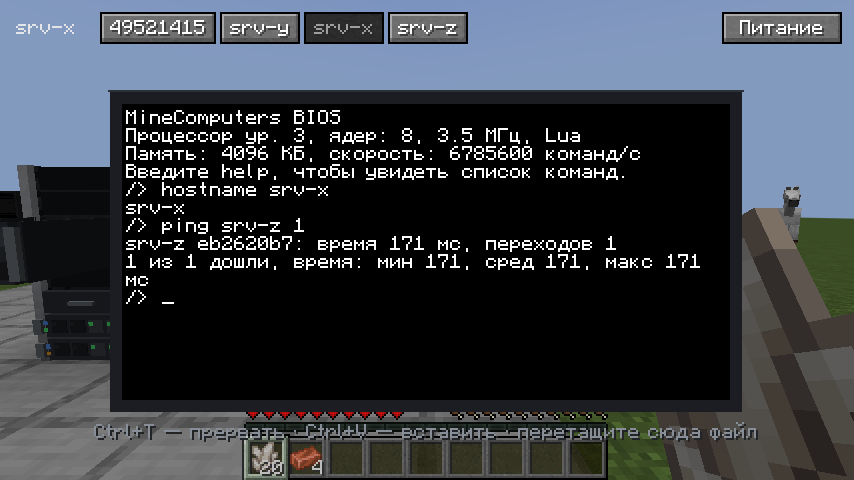 srv-x 49521415 srv-y srv-x srv-z Питание
MineComputers BIOS
Процессор ур. 3, ядер: 8, 3.5 МГц, Lua
Память: 4096 КБ, скорость: 6785600 команд/с
Введите help, чтобы увидеть список команд.
/> hostname srv-x
srv-x
/> ping srv-z 1
srv-z eb2620b7: время 171 мс, переходов 1
1 из 1 дошли, время: мин 171, сред 171, макс 171
мс
/> _
Ctrl+T — прервать · Ctrl+V — вставить · перетащите сюда файл
20 4